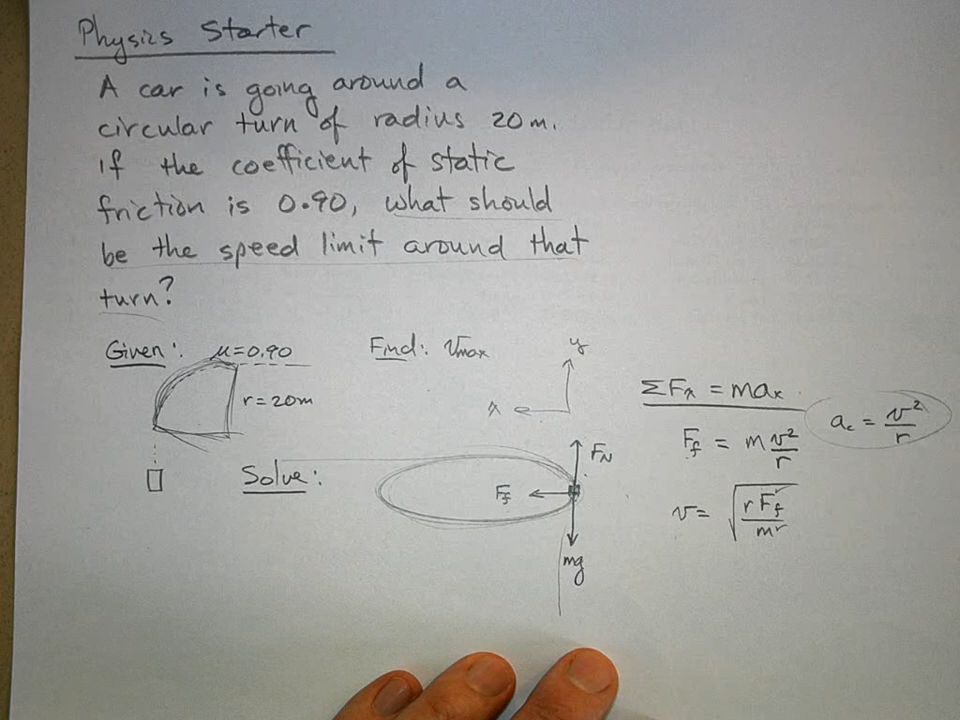 Physics Starter
A car is going around a
circular turn of radius 20m.
If the coefficient of static
friction is 0.90, what should
be the speed limit around that
turn?
Given: μ=0.90
r=20m
Find: Vmax
y
x
Solve:
FN
Ff
mg
ΣFx = max
Ff = m v²/r
ac = v²/r
v = √(r Ff/m)